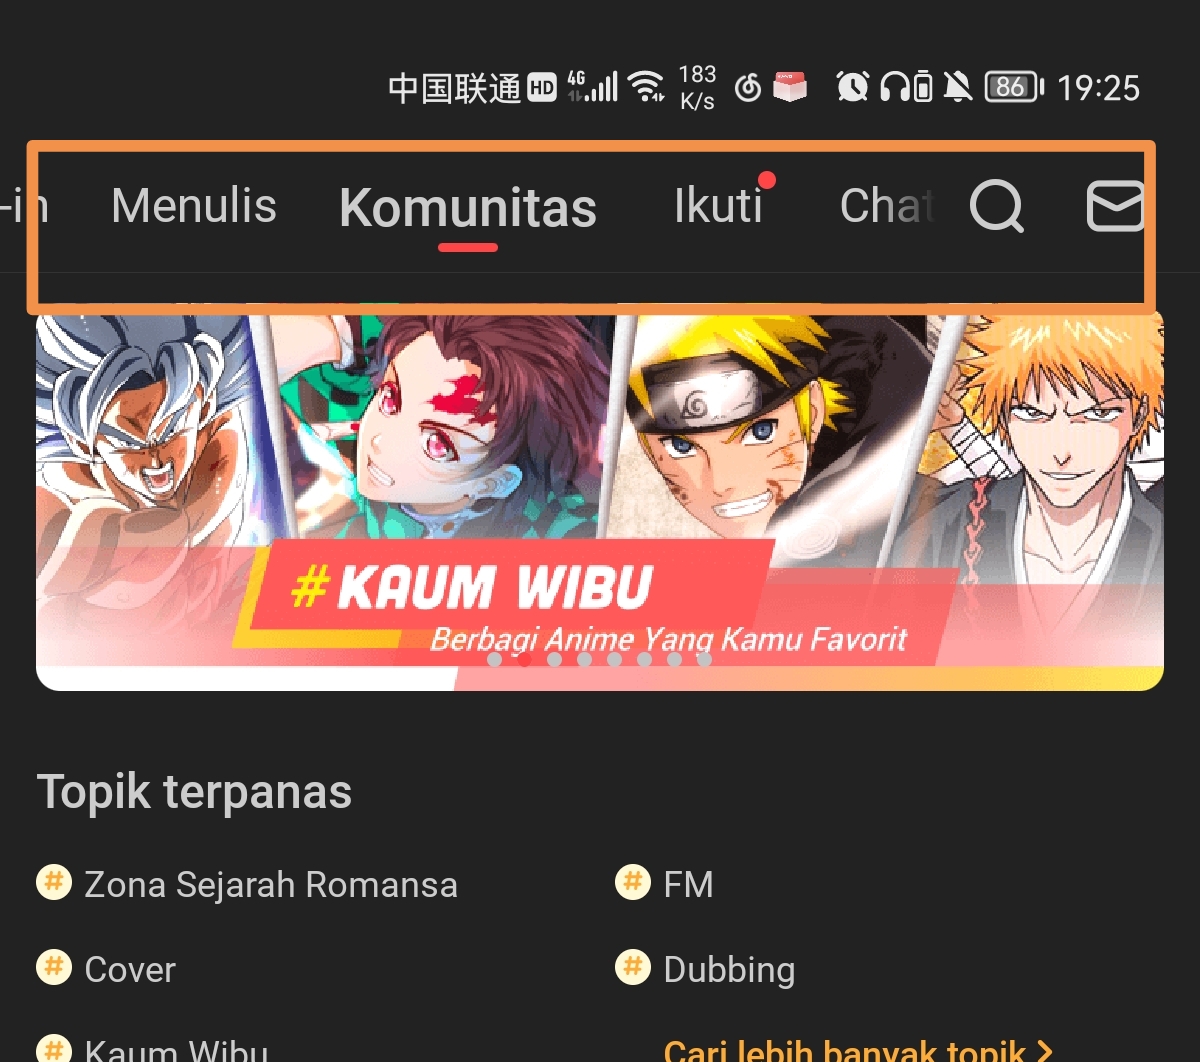 中国联通 HD 4G 183 K/s 86 19:25
-in Menulis Komunitas Ikuti Chat
#KAUM WIBU
Berbagi Anime Yang Kamu Favorit
Topik terpanas
# Zona Sejarah Romansa
# FM
# Cover
# Dubbing
# Kaum Wibu
Cari lebih banyak topik >